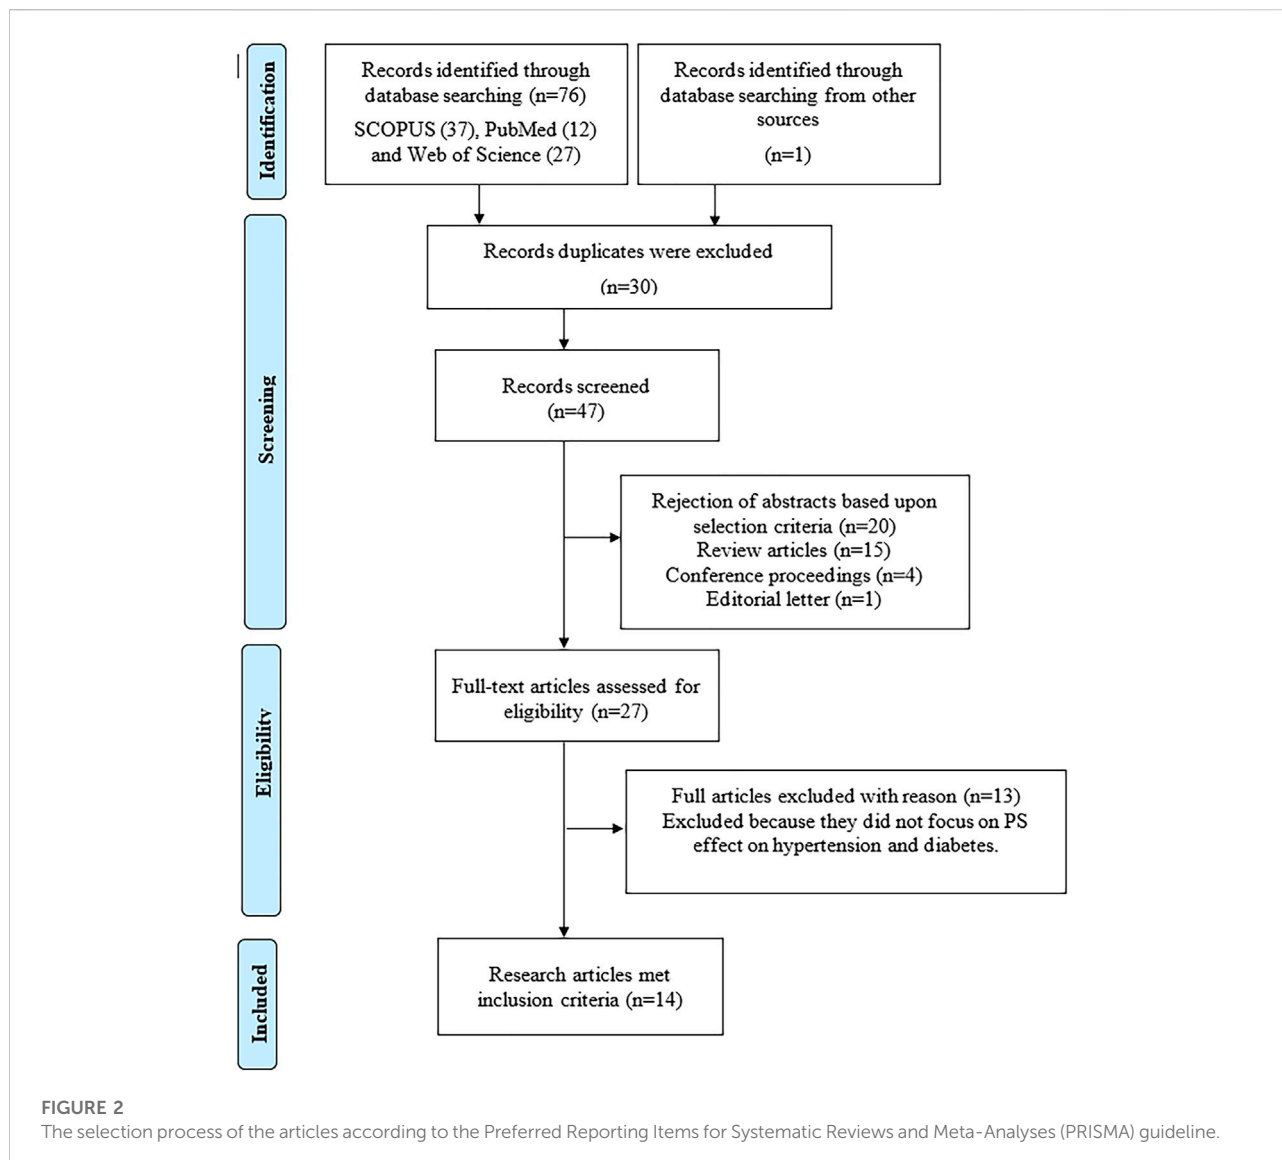 Identification
Records identified through
database searching (n=76)
SCOPUS (37), PubMed (12)
and Web of Science (27)
Records identified through
database searching from other
sources
(n=1)
Screening
Records duplicates were excluded
(n=30)
Records screened
(n=47)
Rejection of abstracts based upon
selection criteria (n=20)
Review articles (n=15)
Conference proceedings (n=4)
Editorial letter (n=1)
Eligibility
Full-text articles assessed for
eligibility (n=27)
Full articles excluded with reason (n=13)
Excluded because they did not focus on PS
effect on hypertension and diabetes.
Included
Research articles met
inclusion criteria (n=14)
FIGURE 2
The selection process of the articles according to the Preferred Reporting Items for Systematic Reviews and Meta-Analyses (PRISMA) guideline.